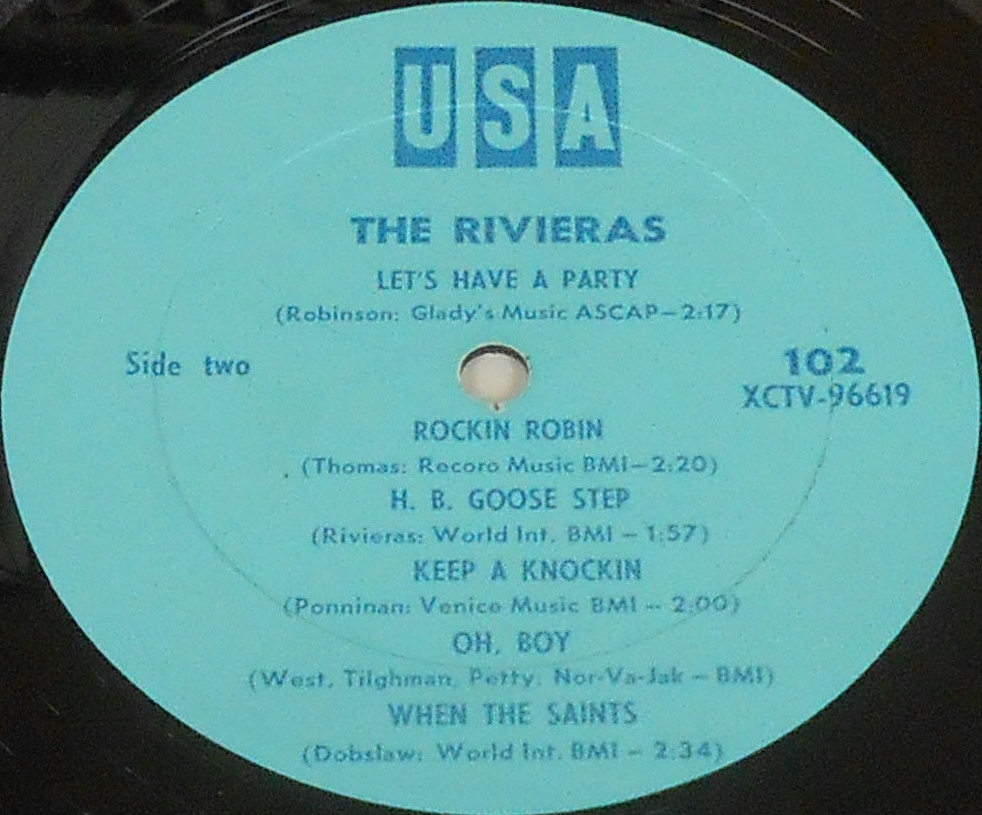 USA
THE RIVIERAS
LET'S HAVE A PARTY
(Robinson: Glady's Music ASCAP—2:17)
Side two
102
XCTV-96619
ROCKIN ROBIN
(Thomas: Recoro Music BMI—2:20)
H. B. GOOSE STEP
(Rivieras: World Int. BMI — 1:57)
KEEP A KNOCKIN
(Ponninan: Venice Music BMI — 2:00)
OH, BOY
(West, Tilghman, Petty: Nor-Va-Jak — BMI)
WHEN THE SAINTS
(Dobslaw: World Int. BMI — 2:34)